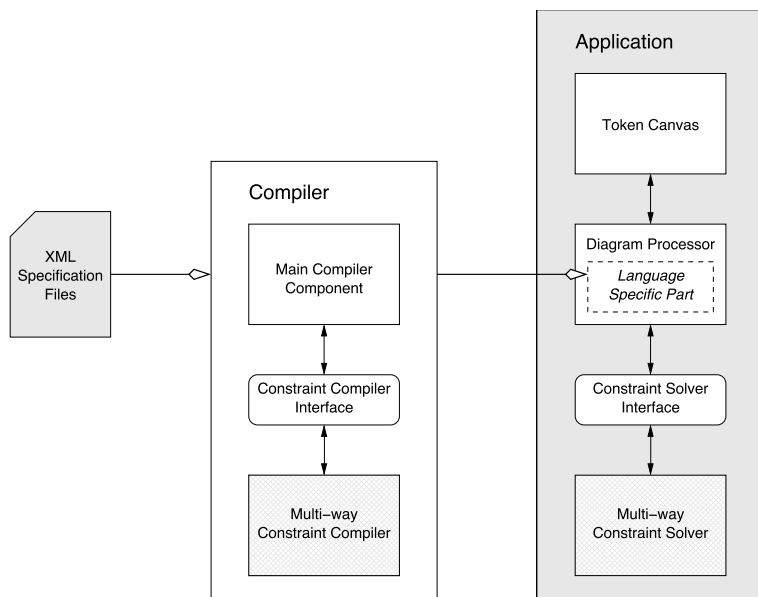 XML
Specification
Files
Compiler
Main Compiler
Component
Constraint Compiler
Interface
Multi−way
Constraint Compiler
Application
Token Canvas
Diagram Processor
Language
Specific Part
Constraint Solver
Interface
Multi−way
Constraint Solver